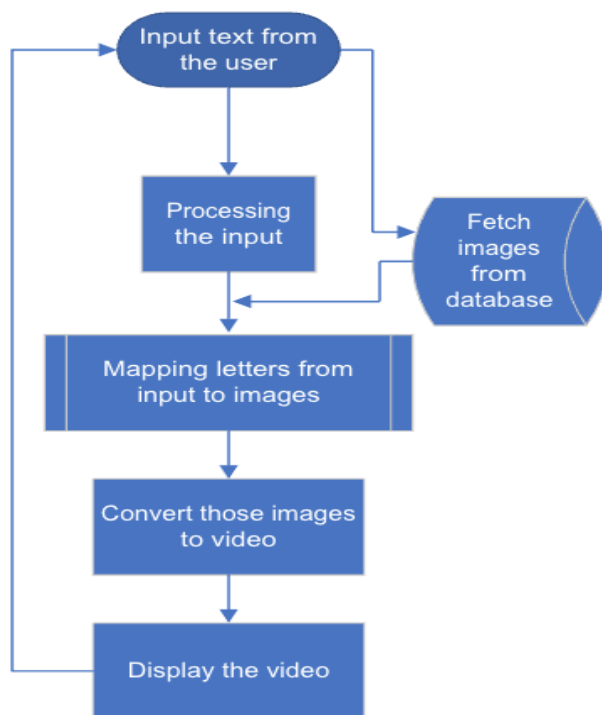 Input text from
the user
Processing
the input
Fetch
images
from
database
Mapping letters from
input to images
Convert those images
to video
Display the video